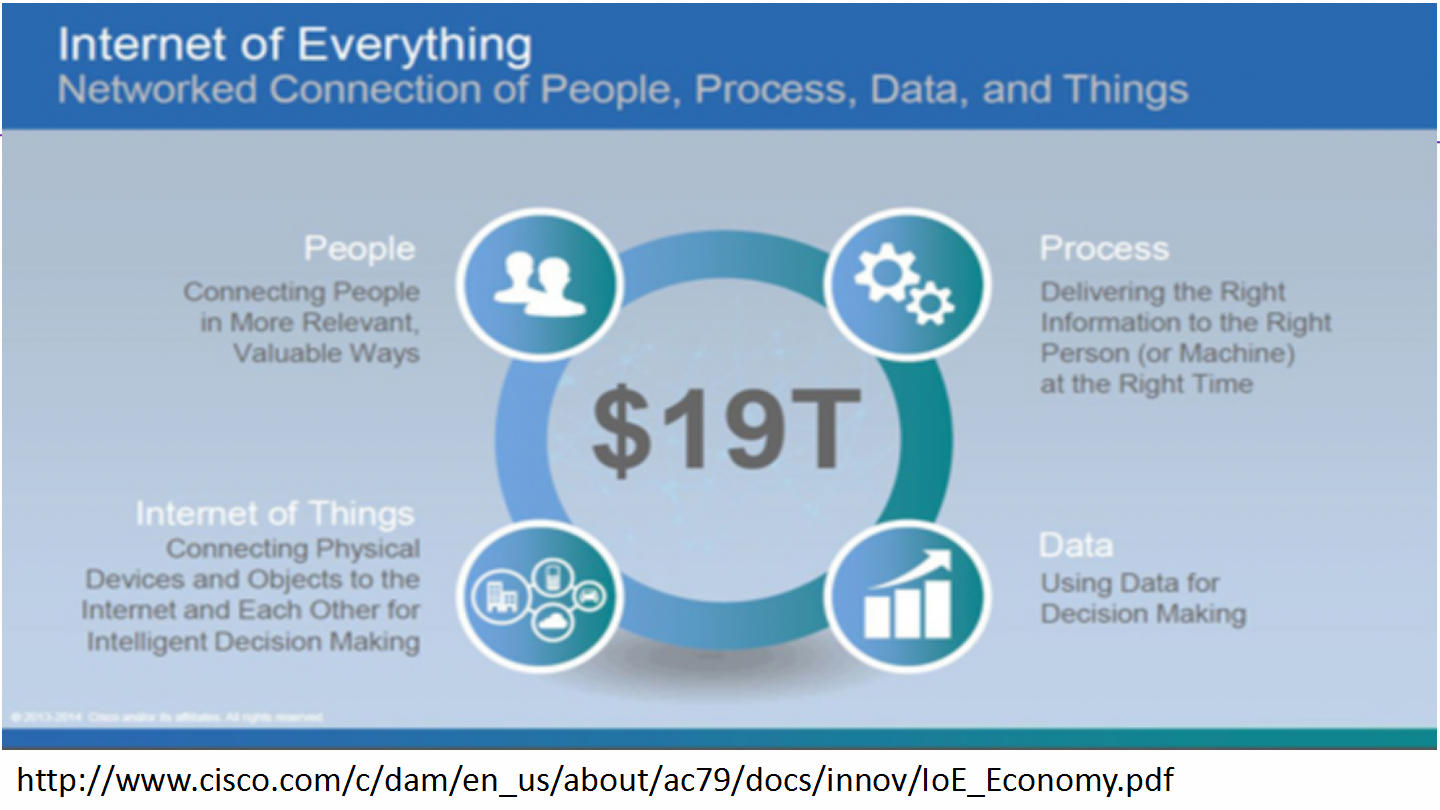 Internet of Everything
Networked Connection of People, Process, Data, and Things
People
Connecting People
in More Relevant,
Valuable Ways
Process
Delivering the Right
Information to the Right
Person (or Machine)
at the Right Time
$19T
Internet of Things
Connecting Physical
Devices and Objects to the
Internet and Each Other for
Intelligent Decision Making
Data
Using Data for
Decision Making
© 2013-2014 Cisco and/or its affiliates. All rights reserved.
http://www.cisco.com/c/dam/en_us/about/ac79/docs/innov/IoE_Economy.pdf